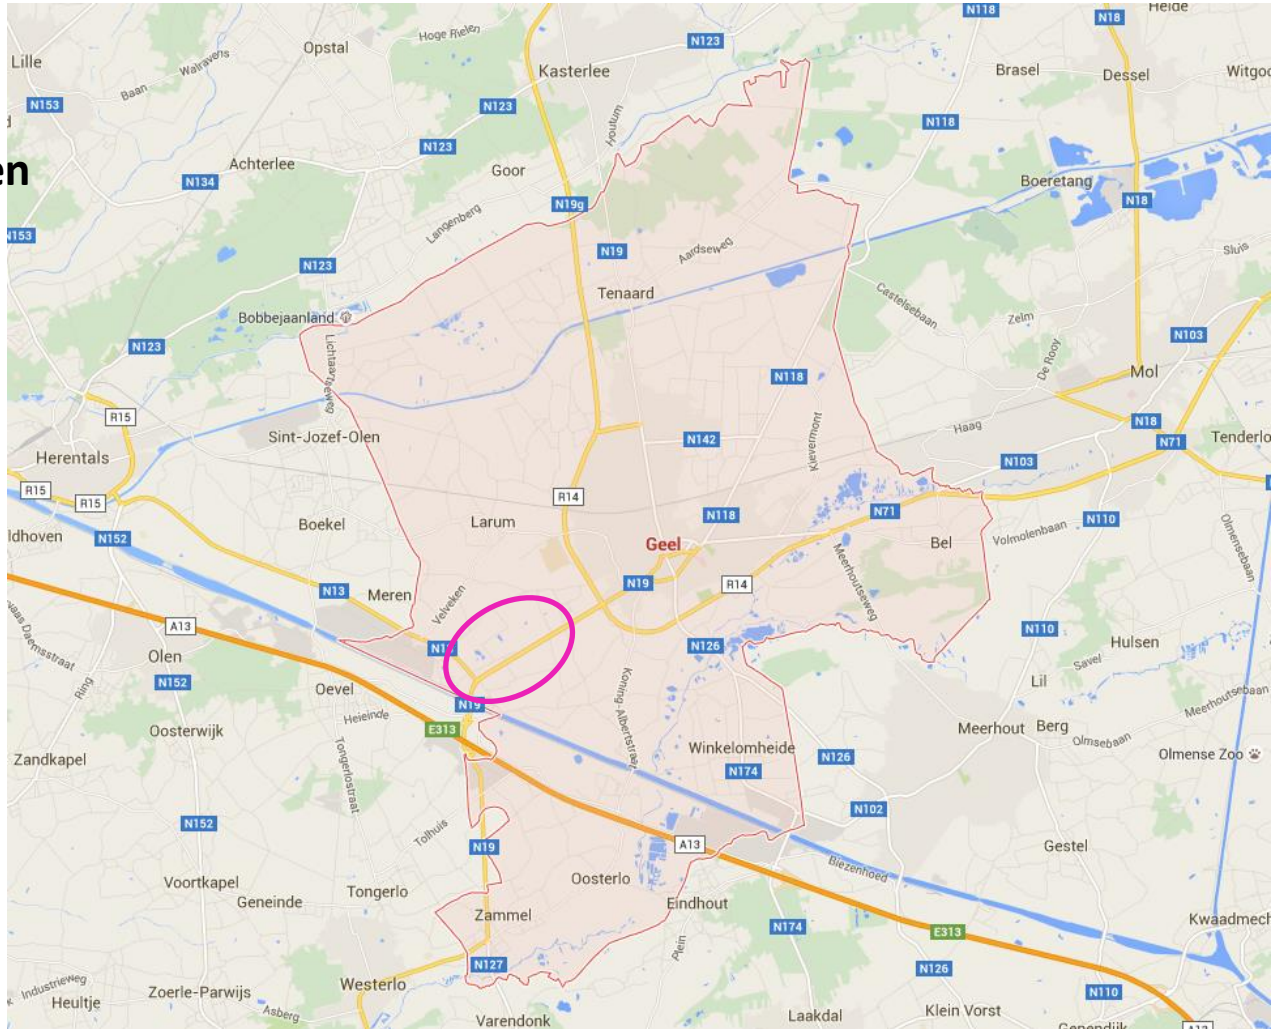 N118
Helde
N18
Hoge Rielen
N123
Opstal
Lille
Walravens
Kasterlee
Brasel
Dessel
Baan
N153
N123
Houtum
N118
N123
Achterlee
Goor
en
N134
Boeretang
N18
N19g
Langenberg
N153
N123
N19
Aardseweg
Sluis
Tenaard
Castelsebaan
Bobbejaanland
Zelm
N103
N123
Lichtaartseweg
De Rooy
Mol
N118
R15
Kievermont
N18
Haag
Sint-Jozef-Olen
N142
N71
Herentals
N103
R15
R15
R14
N71
N118
N110
Larum
Boekel
Volmolenbaan
Olmensebaan
N152
Geel
Bel
Meerhoutseweg
N19
R14
N13
Meren
Velveken
A13
N110
Hulsen
N126
Olen
Savel
N152
Oevel
Koning-Albertstraat
Lil
Ring
N19
Meerhoutsebaan
Heieinde
Oosterwijk
E313
Meerhout
Berg
Olmsebaan
Winkelomheide
Zandkapel
Tongerlostraat
N126
Olmense Zoo
N174
N102
N152
Tolhuis
N19
A13
Gestel
Biezenhoed
Voortkapel
Oosterlo
Tongerlo
Geneinde
Eindhout
Zammel
Kwaadmech
N174
E313
Plein
N127
N126
Industrieweg
Westerlo
Zoerle-Parwijs
N110
Heultje
Asberg
Klein Vorst
Laakdal
Varendonk